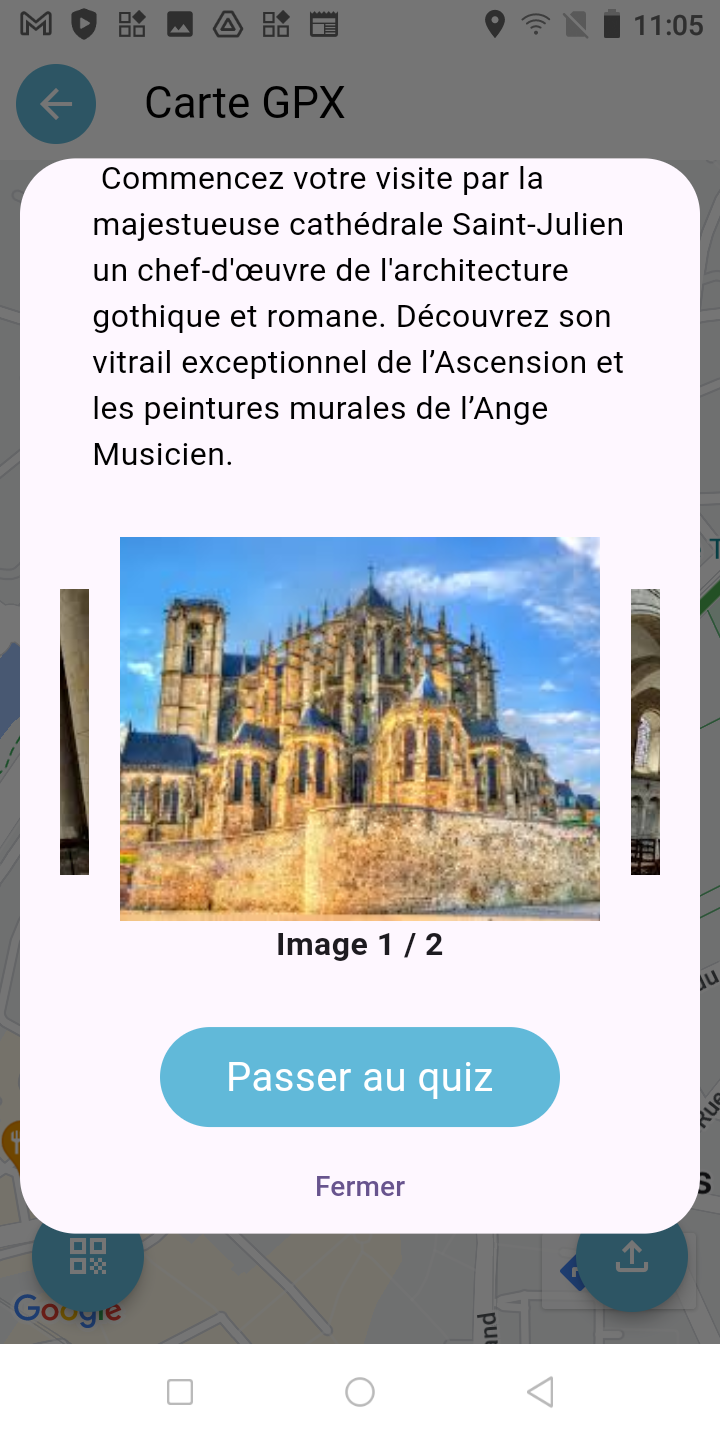 11:05
Carte GPX
Commencez votre visite par la
majestueuse cathédrale Saint-Julien
un chef-d'œuvre de l'architecture
gothique et romane. Découvrez son
vitrail exceptionnel de l’Ascension et
les peintures murales de l’Ange
Musicien.
Image 1 / 2
Passer au quiz
Fermer
Google